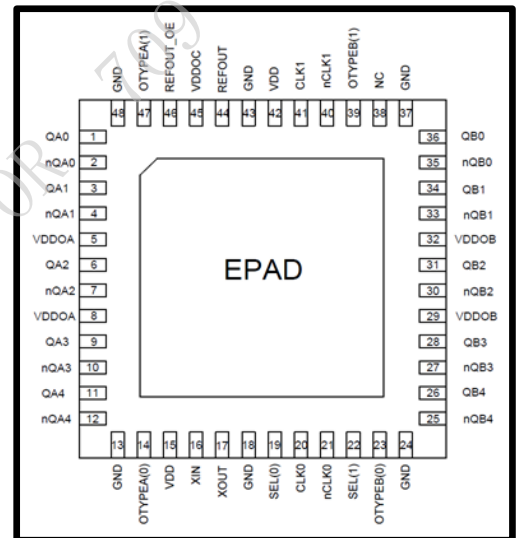 GND OTYPEA(1) REFOUT_OE VDDOC REFOUT GND VDD CLK1 nCLK1 OTYPEB(1) NC GND
48 47 46 45 44 43 42 41 40 39 38 37
QA0 1 36 QB0
nQA0 2 35 nQB0
QA1 3 34 QB1
nQA1 4 33 nQB1
VDDOA 5 32 VDDOB
QA2 6 31 QB2
nQA2 7 30 nQB2
VDDOA 8 29 VDDOB
QA3 9 28 QB3
nQA3 10 27 nQB3
QA4 11 26 QB4
nQA4 12 25 nQB4
EPAD
13 14 15 16 17 18 19 20 21 22 23 24
GND OTYPEA(0) VDD XIN XOUT GND SEL(0) CLK0 nCLK0 SEL(1) OTYPEB(0) GND
OR 709